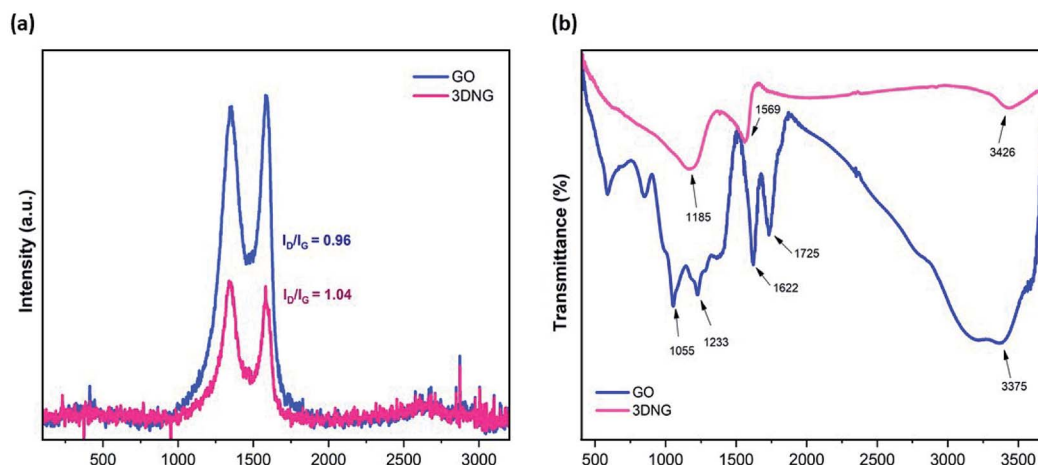 (a)
GO
3DNG
I_D/I_G = 0.96
I_D/I_G = 1.04
Intensity (a.u.)
500 1000 1500 2000 2500 3000
(b)
1569
3426
1185
1725
1622
1055
1233
3375
GO
3DNG
Transmittance (%)
500 1000 1500 2000 2500 3000 3500